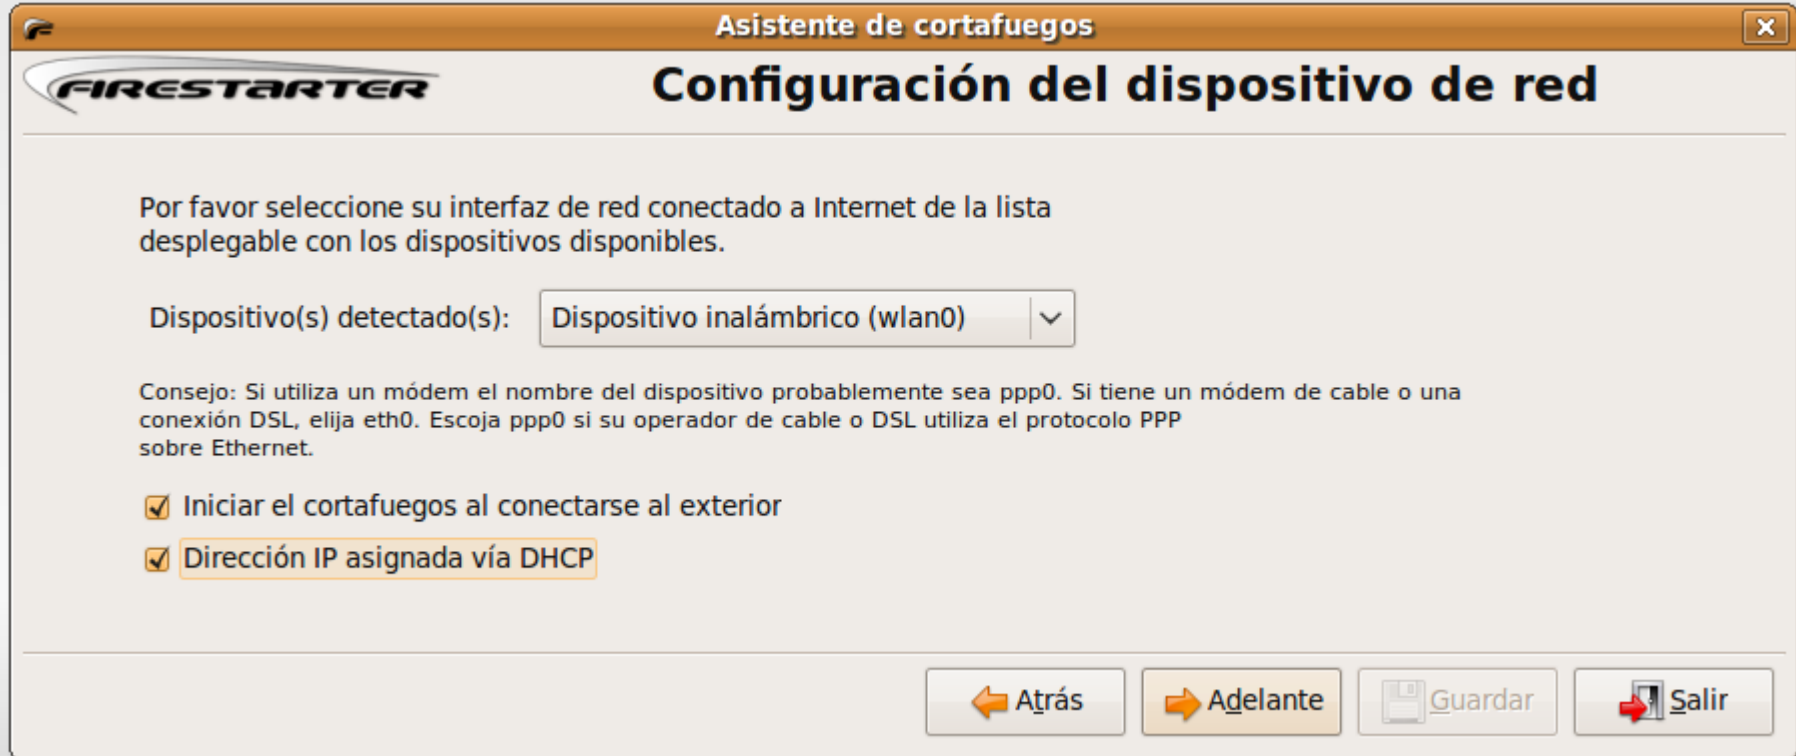 Asistente de cortafuegos
FIRESTARTER
Configuración del dispositivo de red
Por favor seleccione su interfaz de red conectado a Internet de la lista
desplegable con los dispositivos disponibles.
Dispositivo(s) detectado(s): Dispositivo inalámbrico (wlan0)
Consejo: Si utiliza un módem el nombre del dispositivo probablemente sea ppp0. Si tiene un módem de cable o una
conexión DSL, elija eth0. Escoja ppp0 si su operador de cable o DSL utiliza el protocolo PPP
sobre Ethernet.
Iniciar el cortafuegos al conectarse al exterior
Dirección IP asignada vía DHCP
Atrás Adelante Guardar Salir